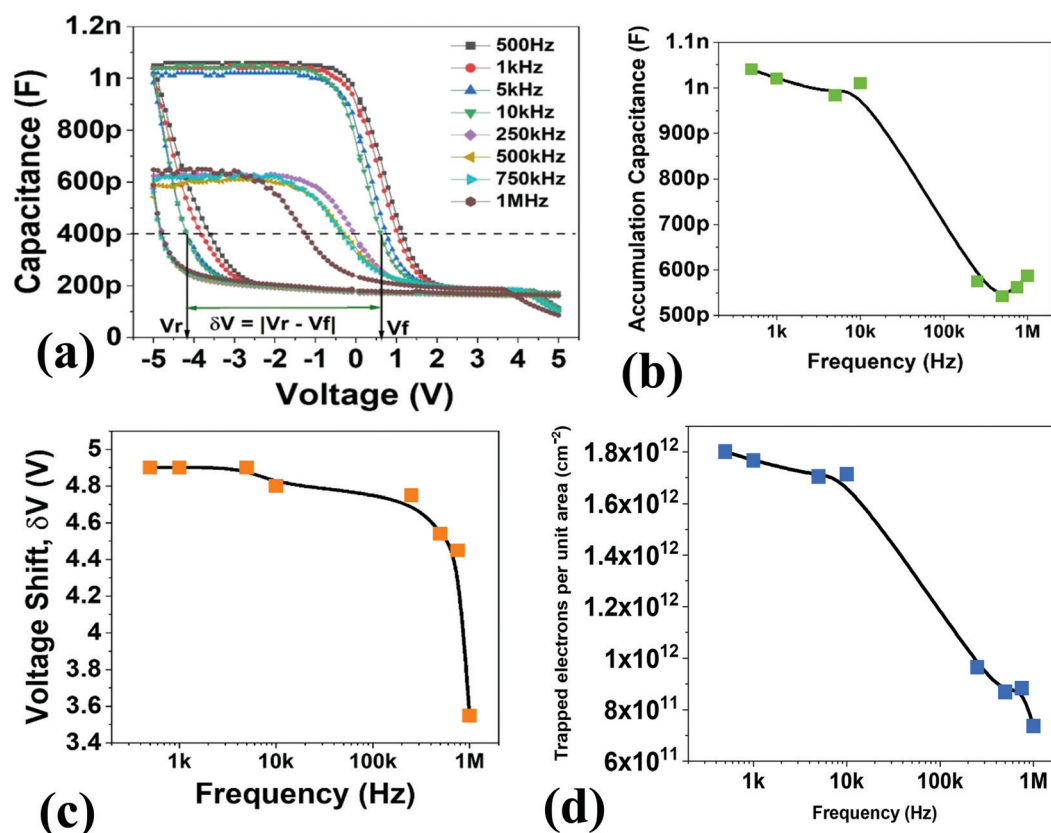 1.2n
1n
800p
600p
400p
200p
0
Capacitance (F)
500Hz
1kHz
5kHz
10kHz
250kHz
500kHz
750kHz
1MHz
Vr
δV = |Vr - Vf|
Vf
-5 -4 -3 -2 -1 0 1 2 3 4 5
Voltage (V)
(a)
1.1n
1n
900p
800p
700p
600p
500p
Accumulation Capacitance (F)
1k 10k 100k 1M
Frequency (Hz)
(b)
5
4.8
4.6
4.4
4.2
4
3.8
3.6
3.4
Voltage Shift, δV (V)
1k 10k 100k 1M
Frequency (Hz)
(c)
1.8x10¹²
1.6x10¹²
1.4x10¹²
1.2x10¹²
1x10¹²
8x10¹¹
6x10¹¹
Trapped electrons per unit area (cm⁻²)
1k 10k 100k 1M
Frequency (Hz)
(d)